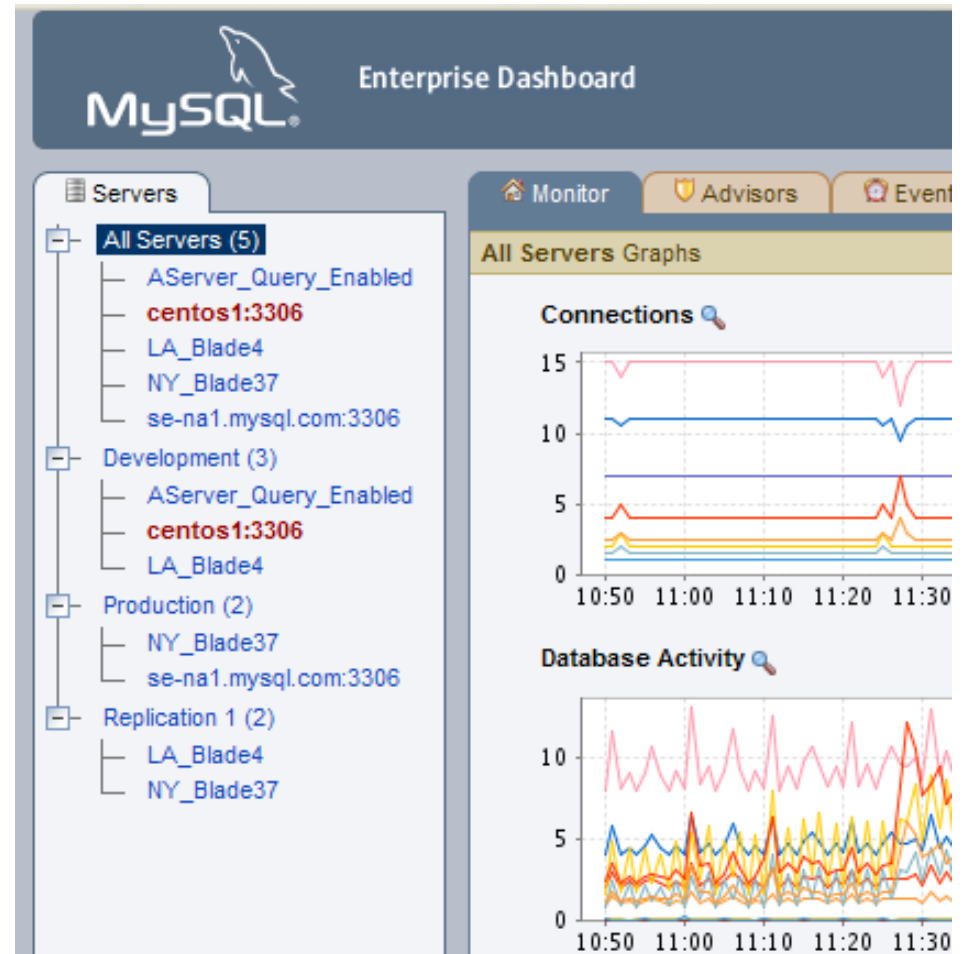 MySQL®
Enterprise Dashboard
Servers
All Servers (5)
AServer_Query_Enabled
centos1:3306
LA_Blade4
NY_Blade37
se-na1.mysql.com:3306
Development (3)
AServer_Query_Enabled
centos1:3306
LA_Blade4
Production (2)
NY_Blade37
se-na1.mysql.com:3306
Replication 1 (2)
LA_Blade4
NY_Blade37
Monitor Advisors Event
All Servers Graphs
Connections
15
10
5
0
10:50 11:00 11:10 11:20 11:30
Database Activity
10
5
0
10:50 11:00 11:10 11:20 11:30